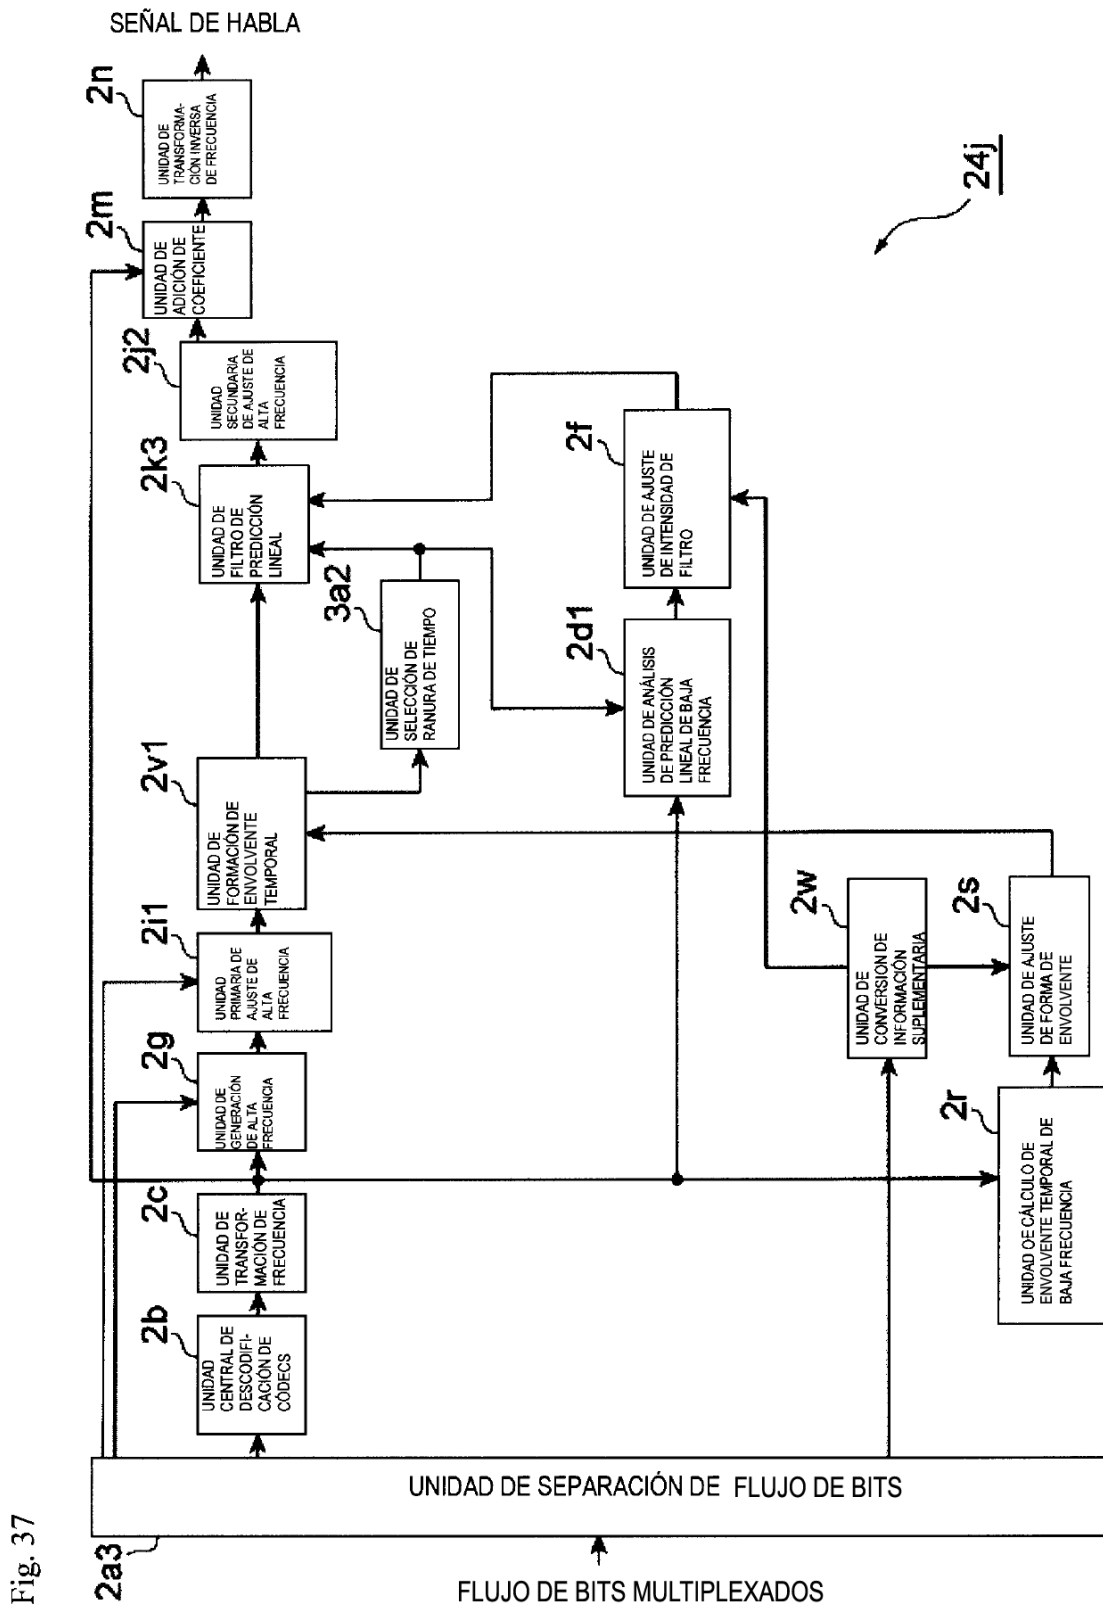 SEÑAL DE HABLA
2n
UNIDAD DE
TRANSFORMA-
CIÓN INVERSA
DE FRECUENCIA
2m
UNIDAD DE
ADICIÓN DE
COEFICIENTE
24j
2j2
UNIDAD
SECUNDARIA
DE AJUSTE DE
ALTA
FRECUENCIA
2k3
UNIDAD DE
FILTRO DE
PREDICCIÓN
LINEAL
2f
UNIDAD DE AJUSTE
DE INTENSIDAD DE
FILTRO
3a2
UNIDAD DE
SELECCIÓN DE
RANURA DE TIEMPO
2d1
UNIDAD DE ANÁLISIS
DE PREDICCIÓN
LINEAL DE BAJA
FRECUENCIA
2v1
UNIDAD DE
FORMACIÓN DE
ENVOLVENTE
TEMPORAL
2w
UNIDAD DE
CONVERSION DE
INFORMACIÓN
SUPLEMENTARIA
2s
UNIDAD DE AJUSTE
DE FORMA DE
ENVOLVENTE
2i1
UNIDAD
PRIMARIA DE
AJUSTE DE
ALTA
FRECUENCIA
2g
UNIDAD DE
GENERACIÓN
DE ALTA
FRECUENCIA
2r
UNIDAD DE CÁLCULO DE
ENVOLVENTE TEMPORAL DE
BAJA FRECUENCIA
2c
UNIDAD DE
TRANSFOR-
MACIÓN DE
FRECUENCIA
2b
UNIDAD
CENTRAL DE
DESCODIFI-
CACIÓN DE
CÓDECS
UNIDAD DE SEPARACIÓN DE FLUJO DE BITS
2a3
FLUJO DE BITS MULTIPLEXADOS
Fig. 37